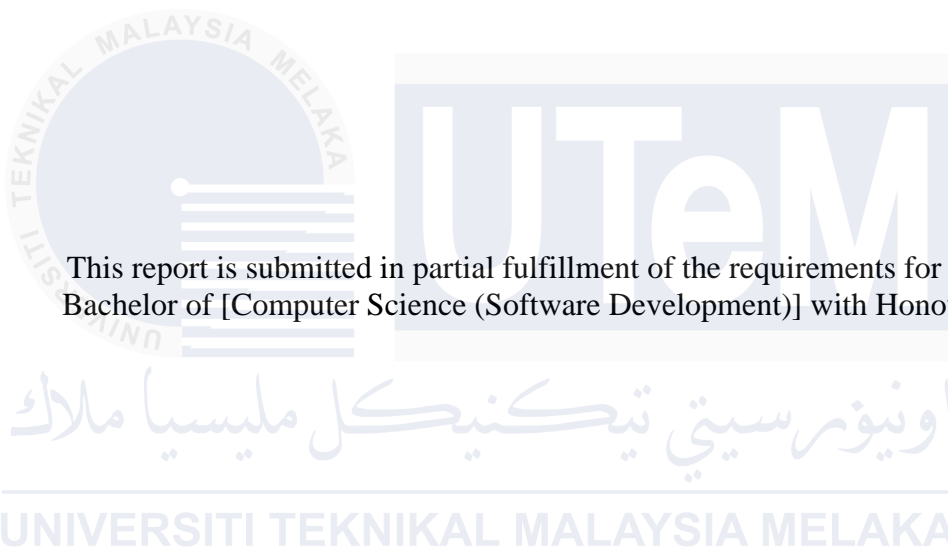 UNIVERSITI TEKNIKAL MALAYSIA MELAKA
UTeM
This report is submitted in partial fulfillment of the requirements for
Bachelor of [Computer Science (Software Development)] with Hono
اونيۏرسيتي تيكنيكل مليسيا ملاك
UNIVERSITI TEKNIKAL MALAYSIA MELAKA